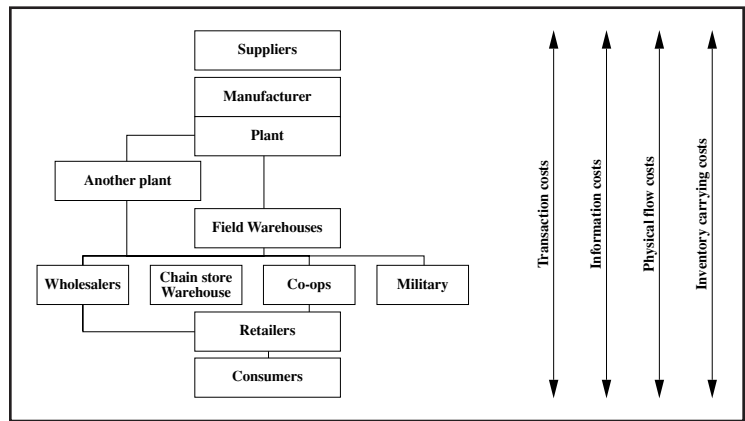 Suppliers
Manufacturer
Plant
Another plant
Field Warehouses
Wholesalers
Chain store
Warehouse
Co-ops
Military
Retailers
Consumers
Transaction costs
Information costs
Physical flow costs
Inventory carrying costs